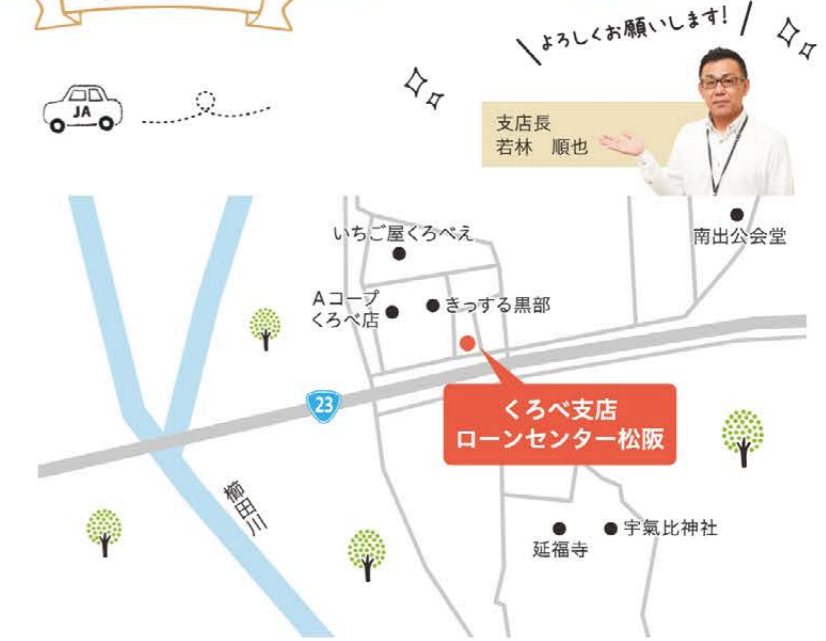 よろしくお願いします!
JA
支店長
若林 順也
いちご屋くろべえ
南出公会堂
Aコープ
くろべ店
きっする黒部
23
くろべ支店
ローンセンター松阪
櫛田川
延福寺
宇氣比神社